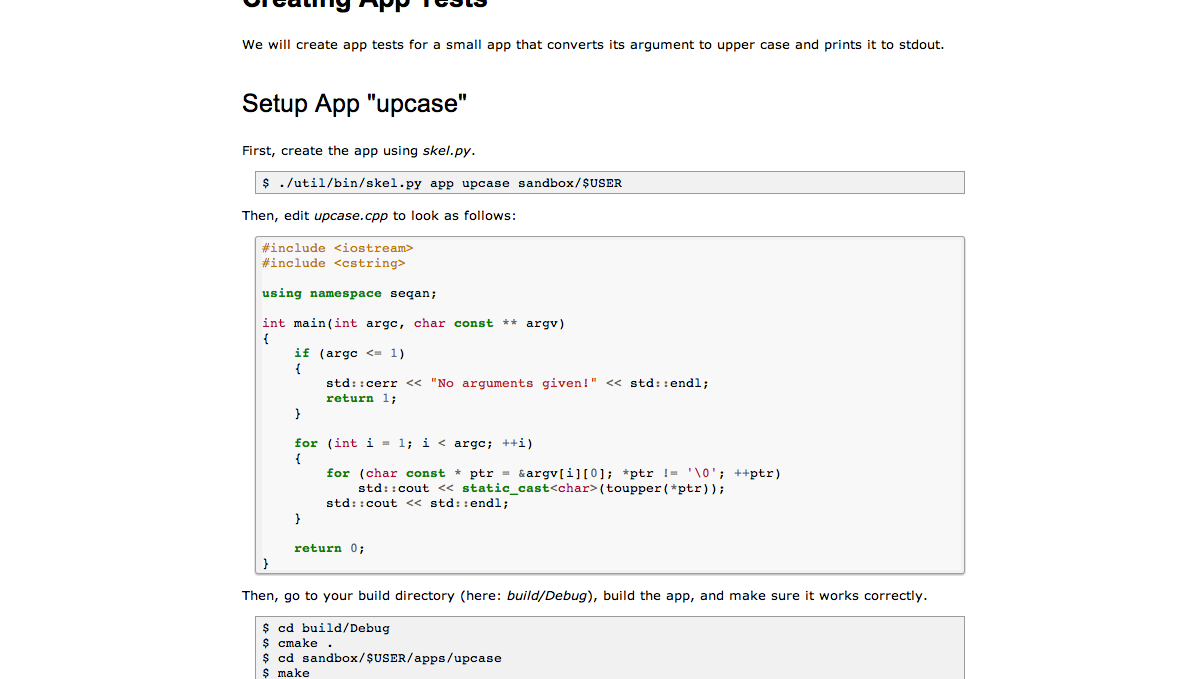 Creating App Tests
We will create app tests for a small app that converts its argument to upper case and prints it to stdout.
Setup App "upcase"
First, create the app using skel.py.
$ ./util/bin/skel.py app upcase sandbox/$USER
Then, edit upcase.cpp to look as follows:
#include <iostream>
#include <cstring>
using namespace seqan;
int main(int argc, char const ** argv)
{
    if (argc <= 1)
    {
        std::cerr << "No arguments given!" << std::endl;
        return 1;
    }
    for (int i = 1; i < argc; ++i)
    {
        for (char const * ptr = &argv[i][0]; *ptr != '\0'; ++ptr)
            std::cout << static_cast<char>(toupper(*ptr));
        std::cout << std::endl;
    }
    return 0;
}
Then, go to your build directory (here: build/Debug), build the app, and make sure it works correctly.
$ cd build/Debug
$ cmake .
$ cd sandbox/$USER/apps/upcase
$ make